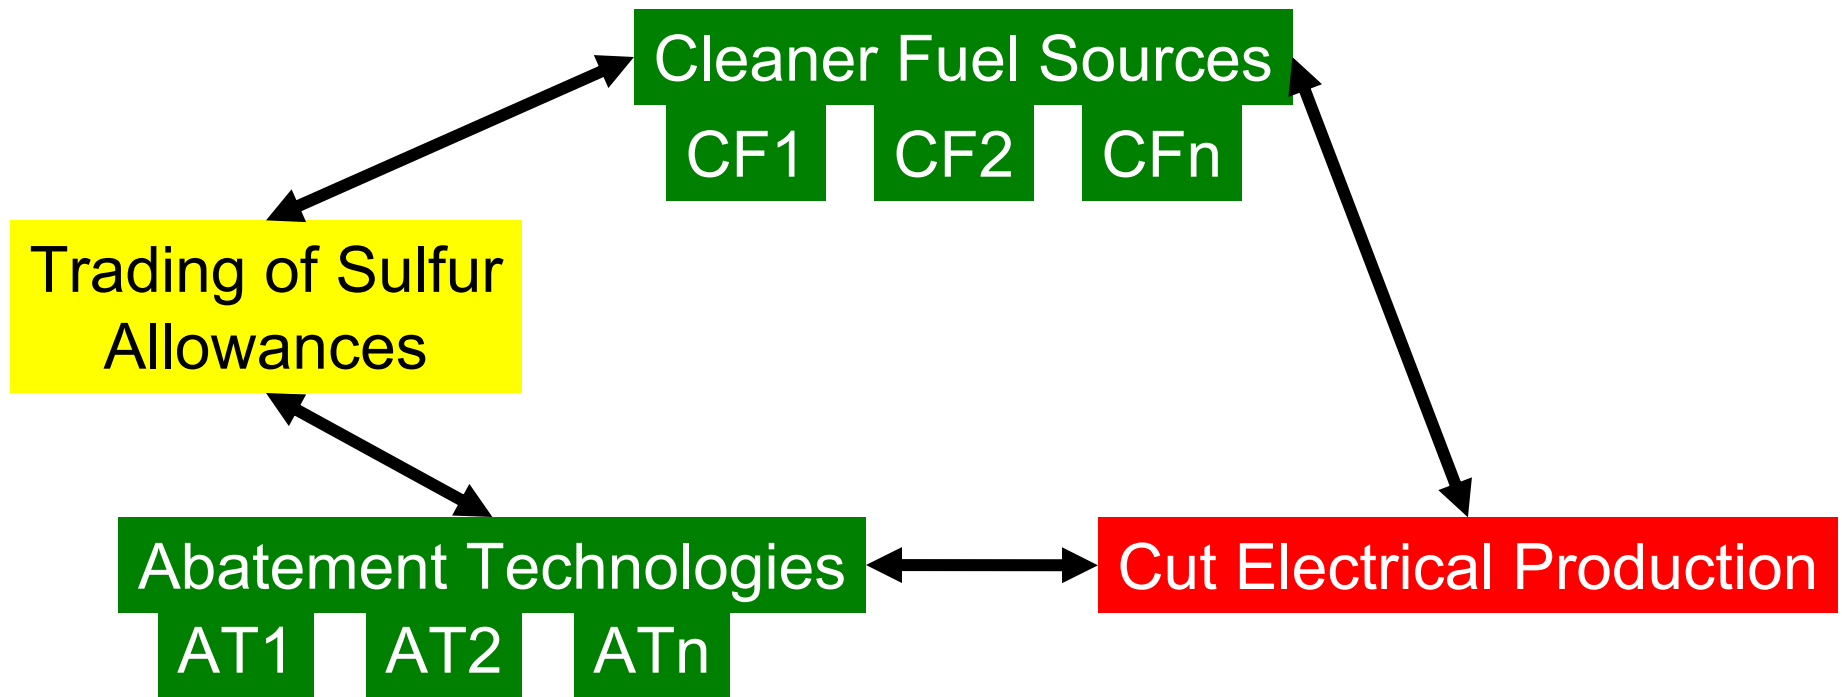 Cleaner Fuel Sources
CF1 CF2 CFn
Trading of Sulfur
Allowances
Abatement Technologies
AT1 AT2 ATn
Cut Electrical Production